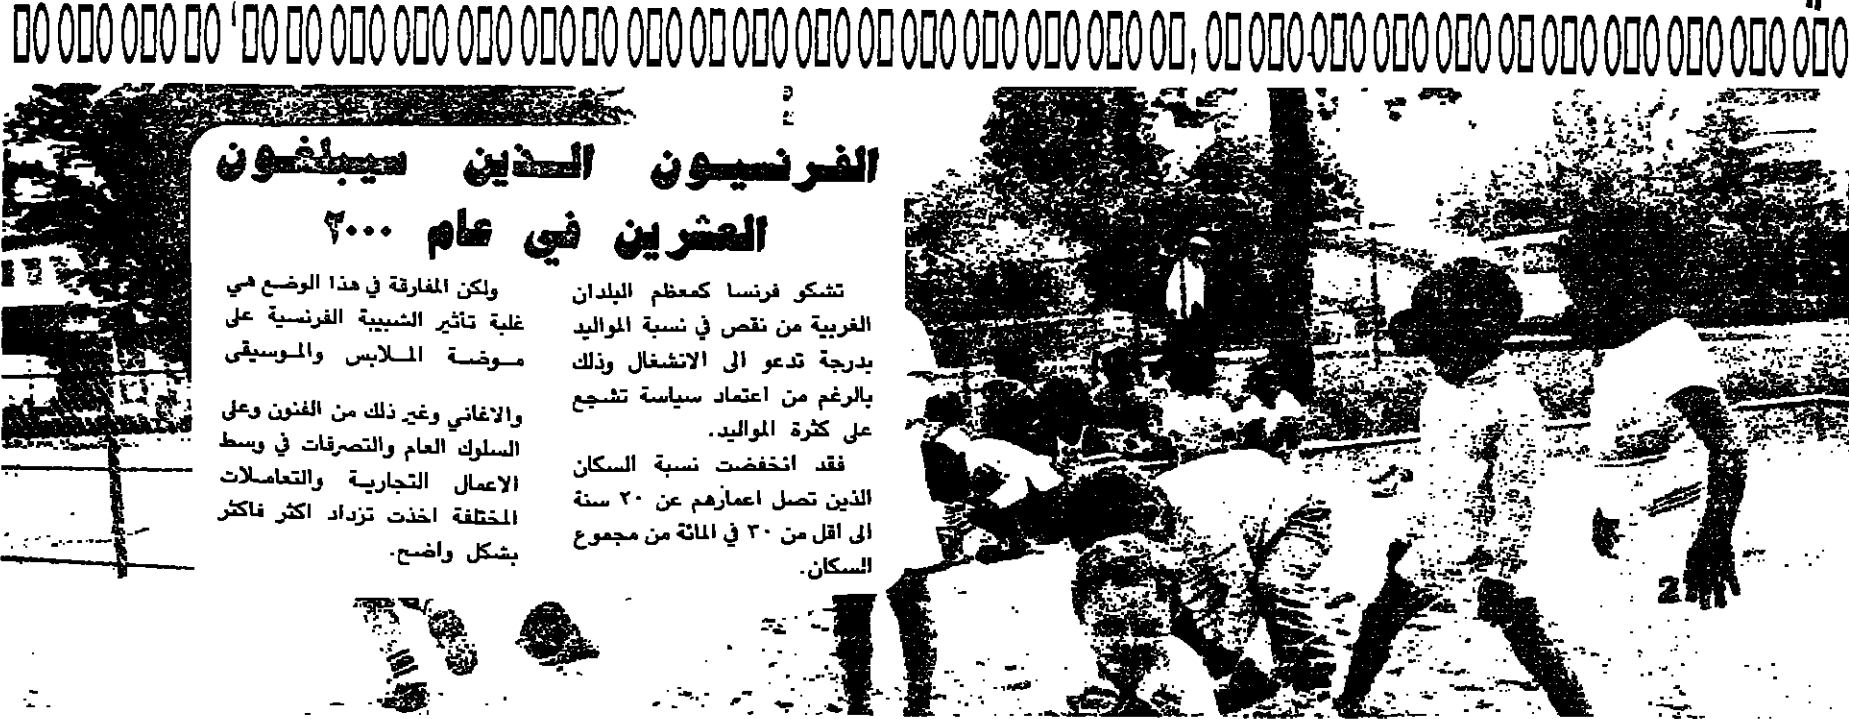 الفرنسيون الذين سيبلغون
العشرين في عام ٢٠٠٠
تشكو فرنسا كمعظم البلدان
الغربية من نقص في نسبة المواليد
بدرجة تدعو الى الانشغال وذلك
بالرغم من اعتماد سياسة تشجع
على كثرة المواليد.
فقد انخفضت نسبة السكان
الذين تصل اعمارهم عن ٢٠ سنة
الى اقل من ٣٠ في المائة من مجموع
السكان.
ولكن المفارقة في هذا الوضع هي
غلبة تأثير الشبيبة الفرنسية على
موضة الملابس والموسيقى
والاغاني وغير ذلك من الفنون وعلى
السلوك العام والتصرفات في وسط
الاعمال التجارية والتعاملات
المختلفة اخذت تزداد اكثر فاكثر
بشكل واضح.